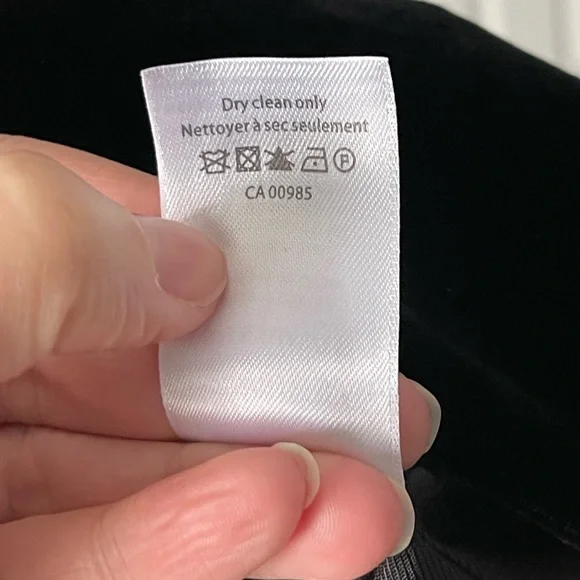 Dry clean only
Nettoyer à sec seulement
P
CA 00985